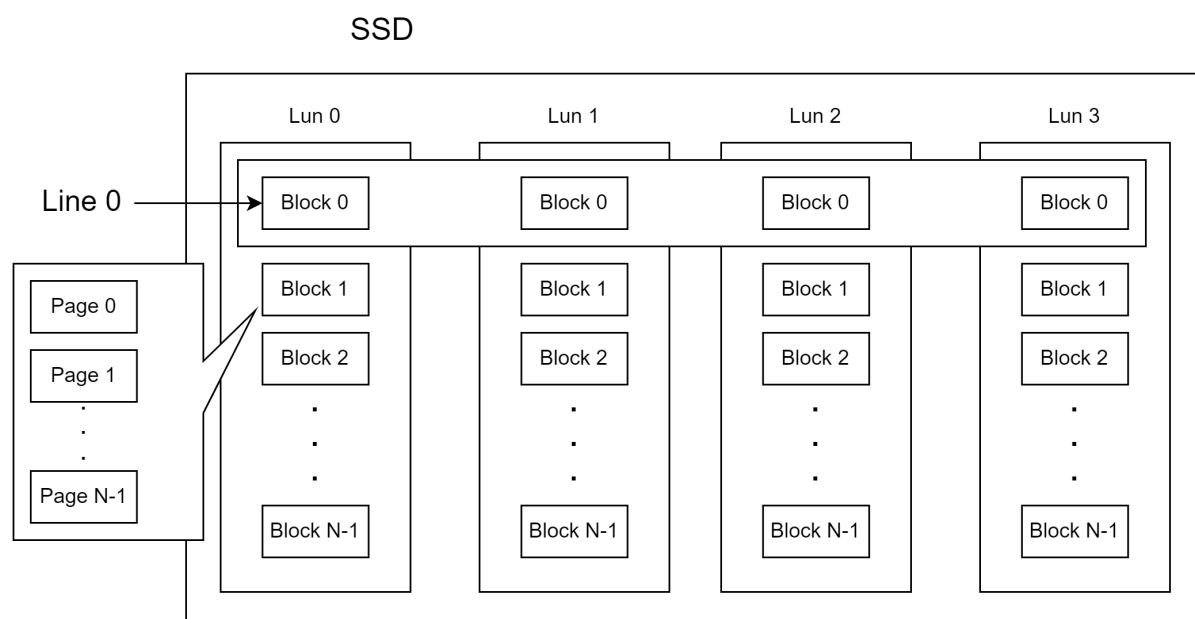 SSD
Lun 0 Lun 1 Lun 2 Lun 3
Line 0 Block 0 Block 0 Block 0 Block 0
Block 1 Block 1 Block 1 Block 1
Page 0
Block 2 Block 2 Block 2 Block 2
Page 1
Page N-1
Block N-1 Block N-1 Block N-1 Block N-1